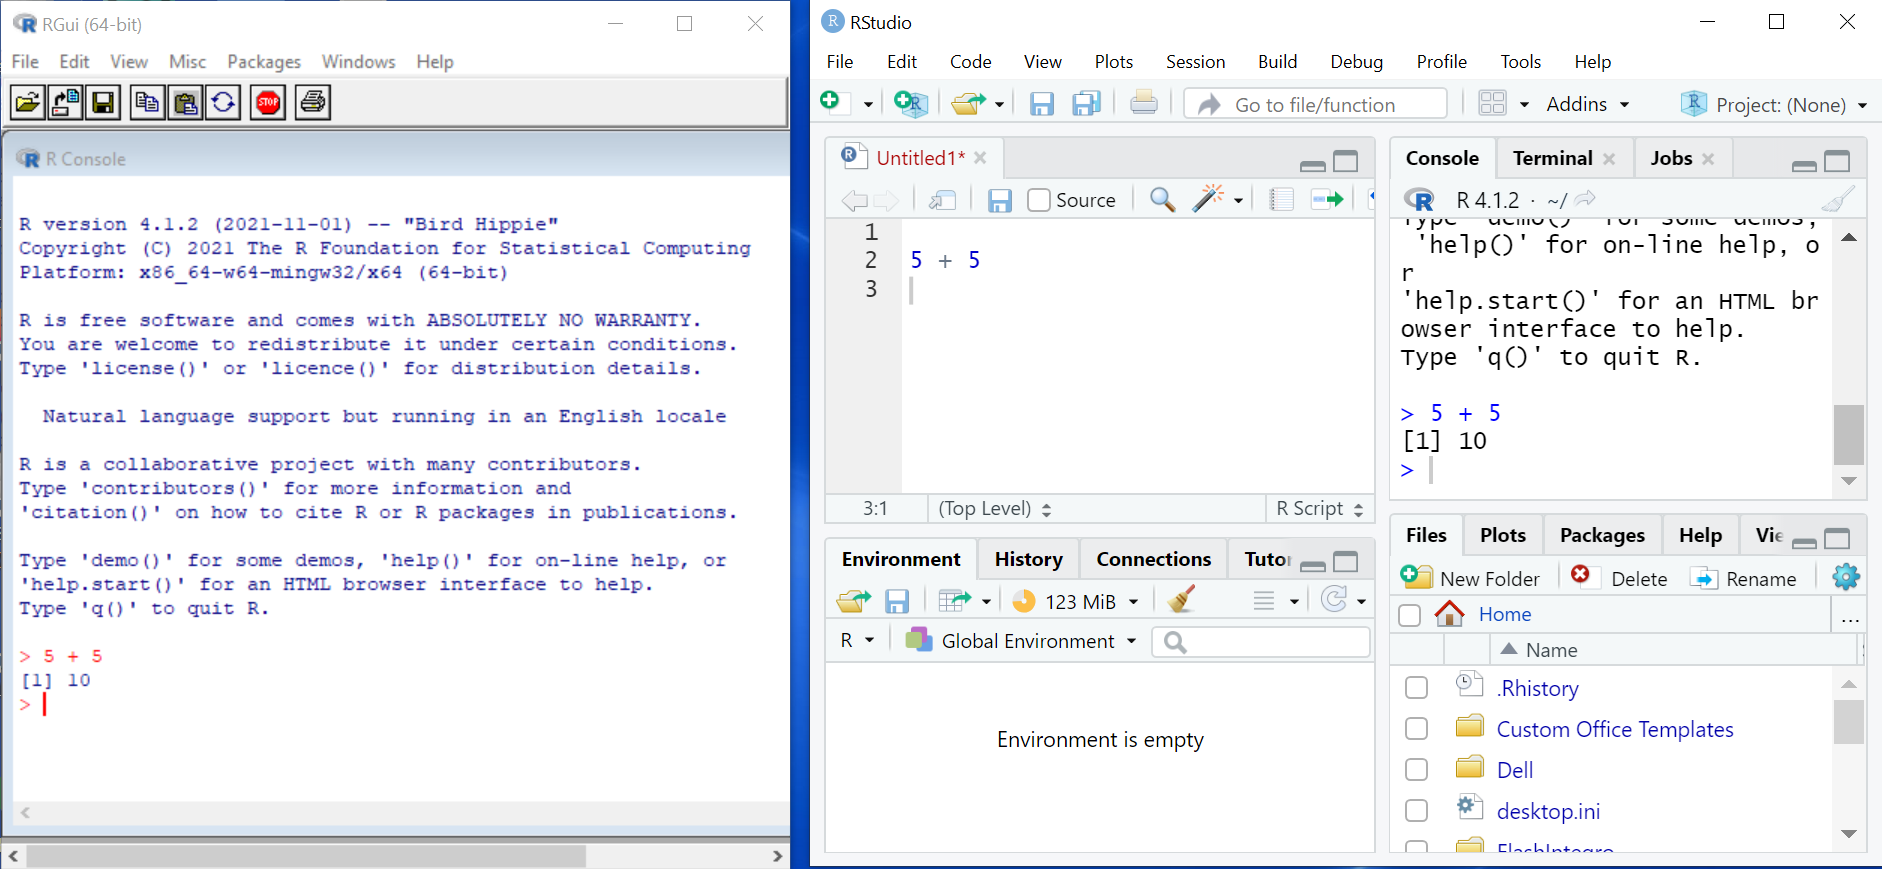 RGui (64-bit)
File Edit View Misc Packages Windows Help
STOP
R Console
R version 4.1.2 (2021-11-01) -- "Bird Hippie"
Copyright (C) 2021 The R Foundation for Statistical Computing
Platform: x86_64-w64-mingw32/x64 (64-bit)
R is free software and comes with ABSOLUTELY NO WARRANTY.
You are welcome to redistribute it under certain conditions.
Type 'license()' or 'licence()' for distribution details.
Natural language support but running in an English locale
R is a collaborative project with many contributors.
Type 'contributors()' for more information and
'citation()' on how to cite R or R packages in publications.
Type 'demo()' for some demos, 'help()' for on-line help, or
'help.start()' for an HTML browser interface to help.
Type 'q()' to quit R.
> 5 + 5
[1] 10
>
RStudio
File Edit Code View Plots Session Build Debug Profile Tools Help
Go to file/function Addins Project: (None)
Untitled1*
Source
1
2 5 + 5
3
3:1 (Top Level) R Script
Environment History Connections Tutor
123 MiB
R Global Environment
Environment is empty
Console Terminal Jobs
R 4.1.2 · ~/
Type 'demo()' for some demos,
'help()' for on-line help, o
r
'help.start()' for an HTML br
owser interface to help.
Type 'q()' to quit R.
> 5 + 5
[1] 10
>
Files Plots Packages Help Vie
New Folder Delete Rename
Home ...
Name
.Rhistory
Custom Office Templates
Dell
desktop.ini
FlashIntegro